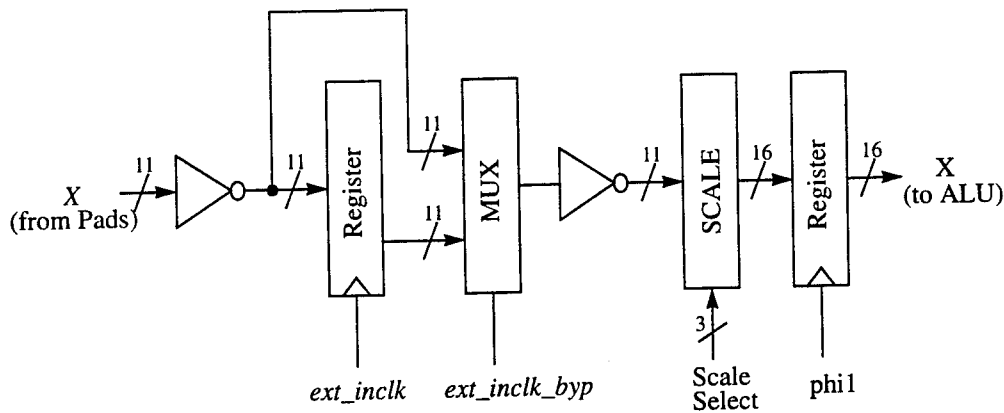 11
11
11
11
11
16
16
X
(from Pads)
Register
MUX
SCALE
Register
X
(to ALU)
3
ext_inclk
ext_inclk_byp
Scale
Select
phi1